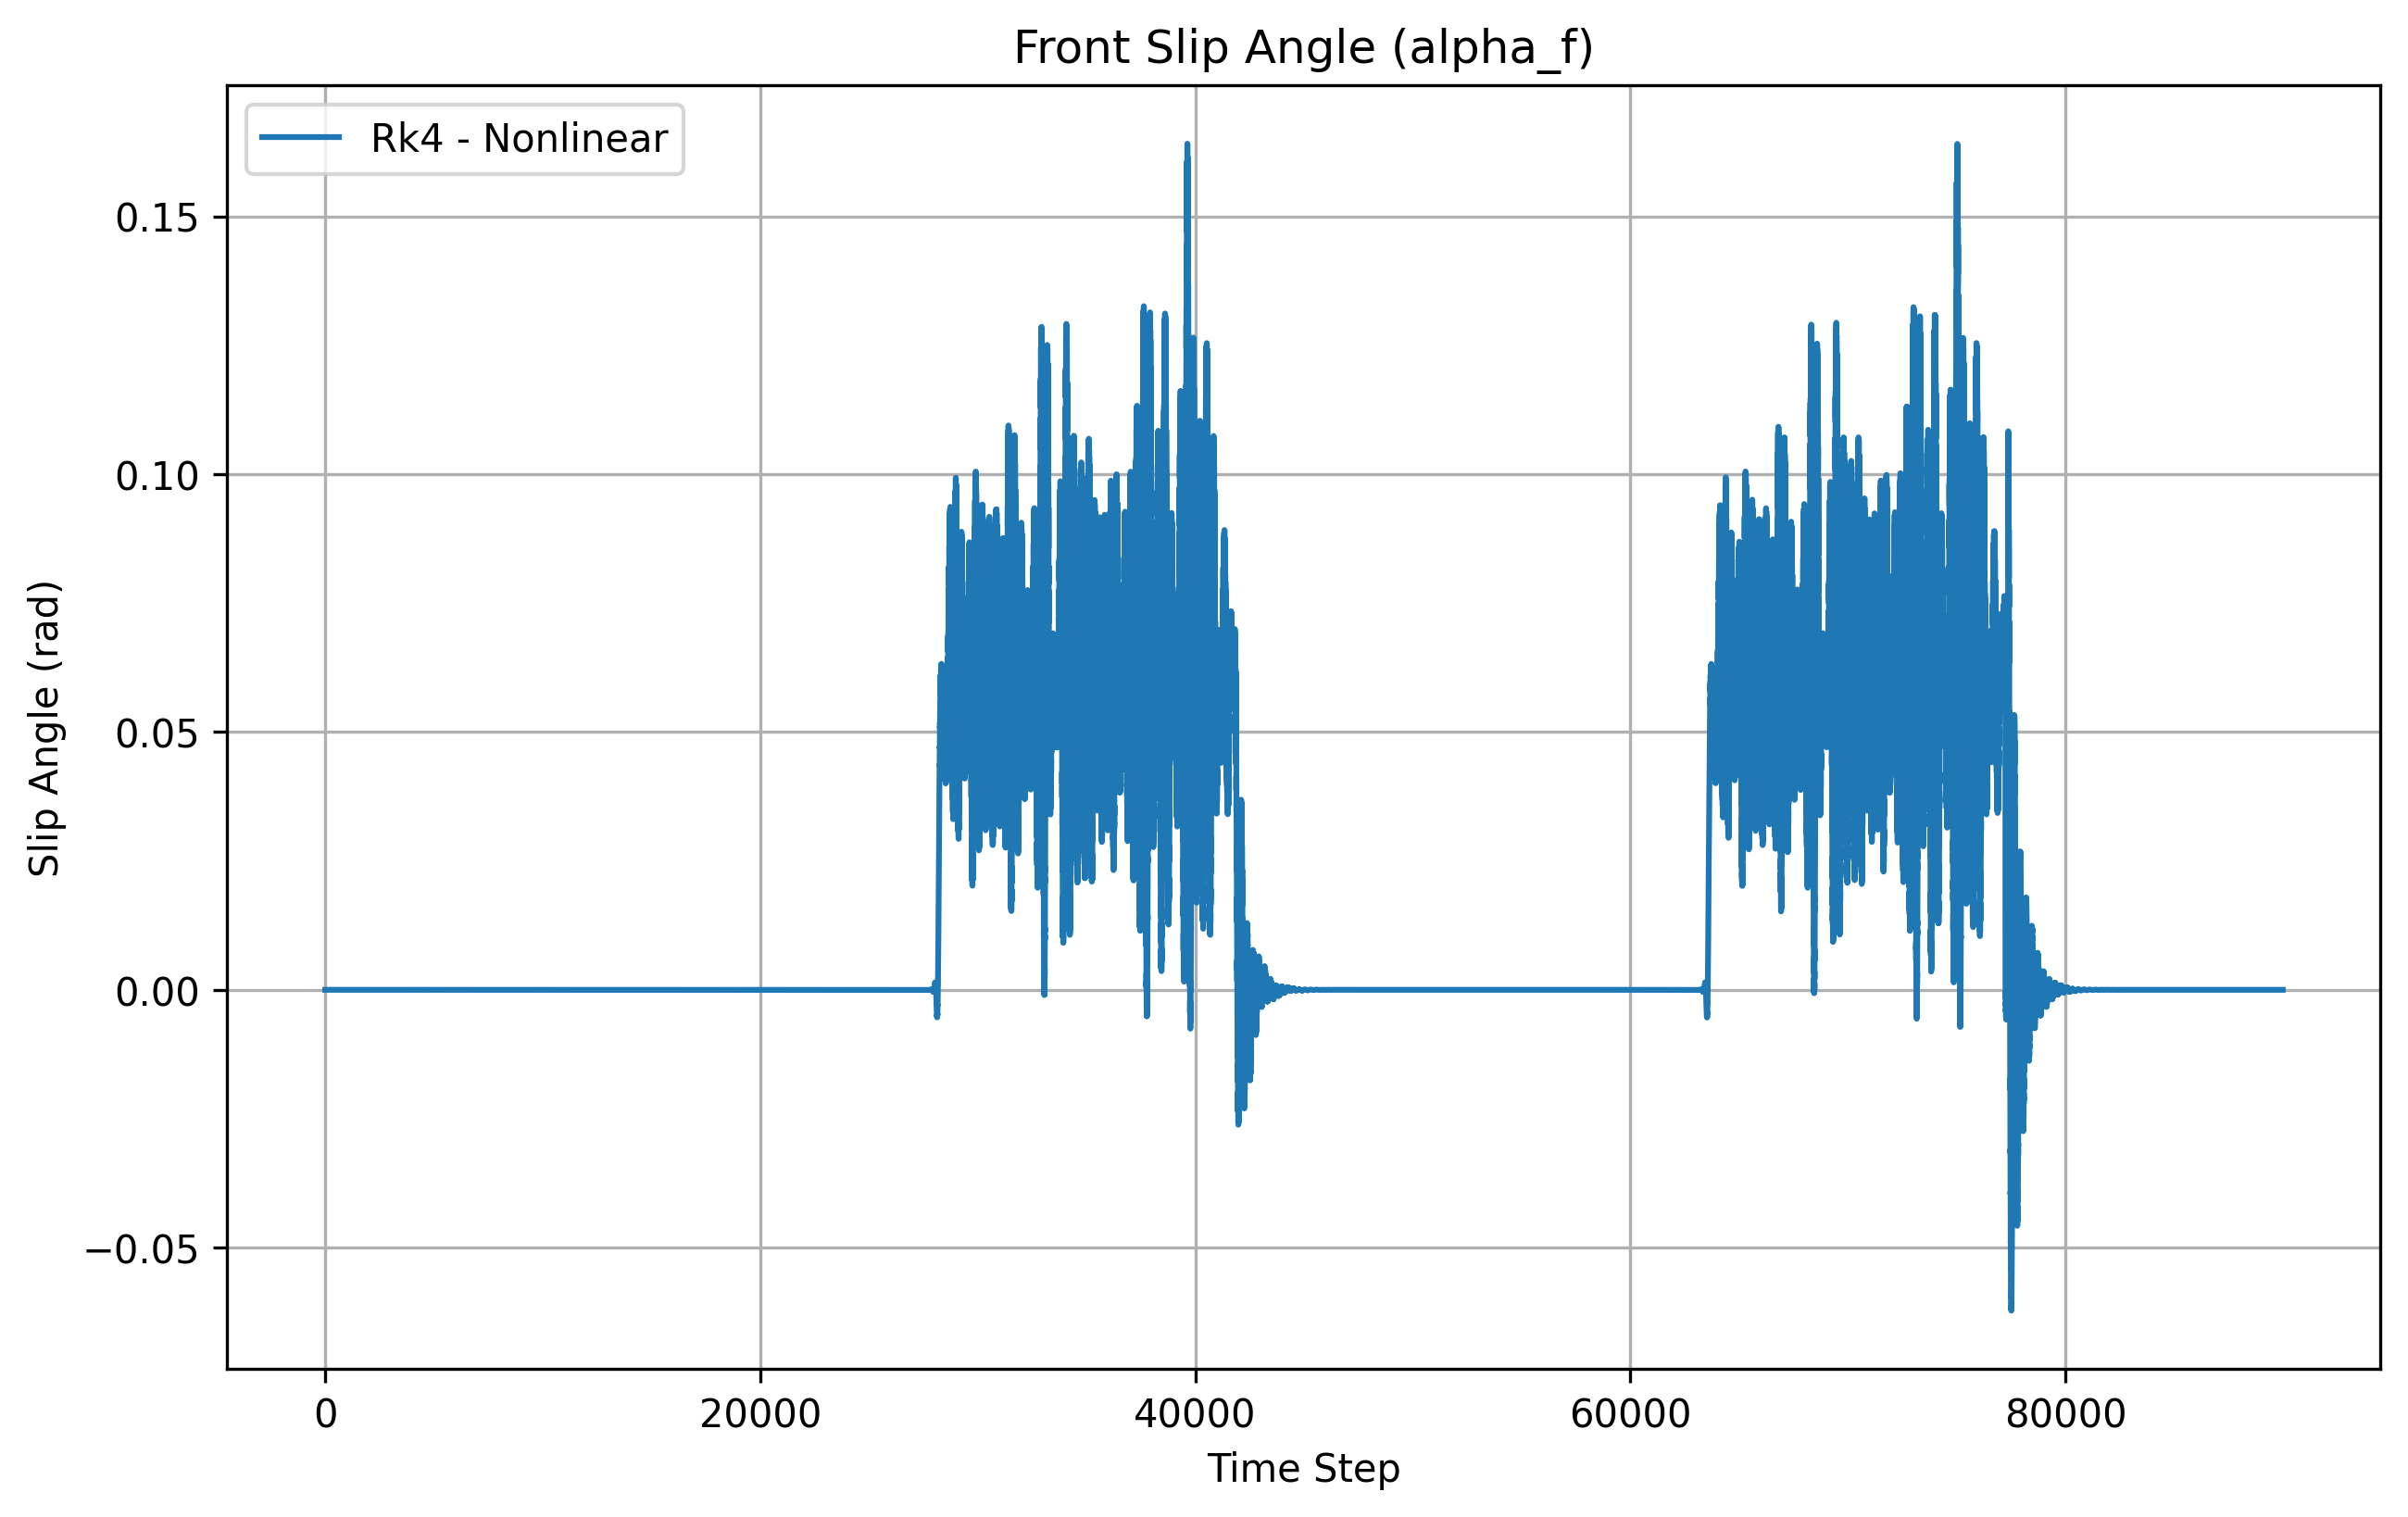 Front Slip Angle (alpha_f)
Rk4 - Nonlinear
Slip Angle (rad)
0.15
0.10
0.05
0.00
−0.05
0 20000 40000 60000 80000
Time Step